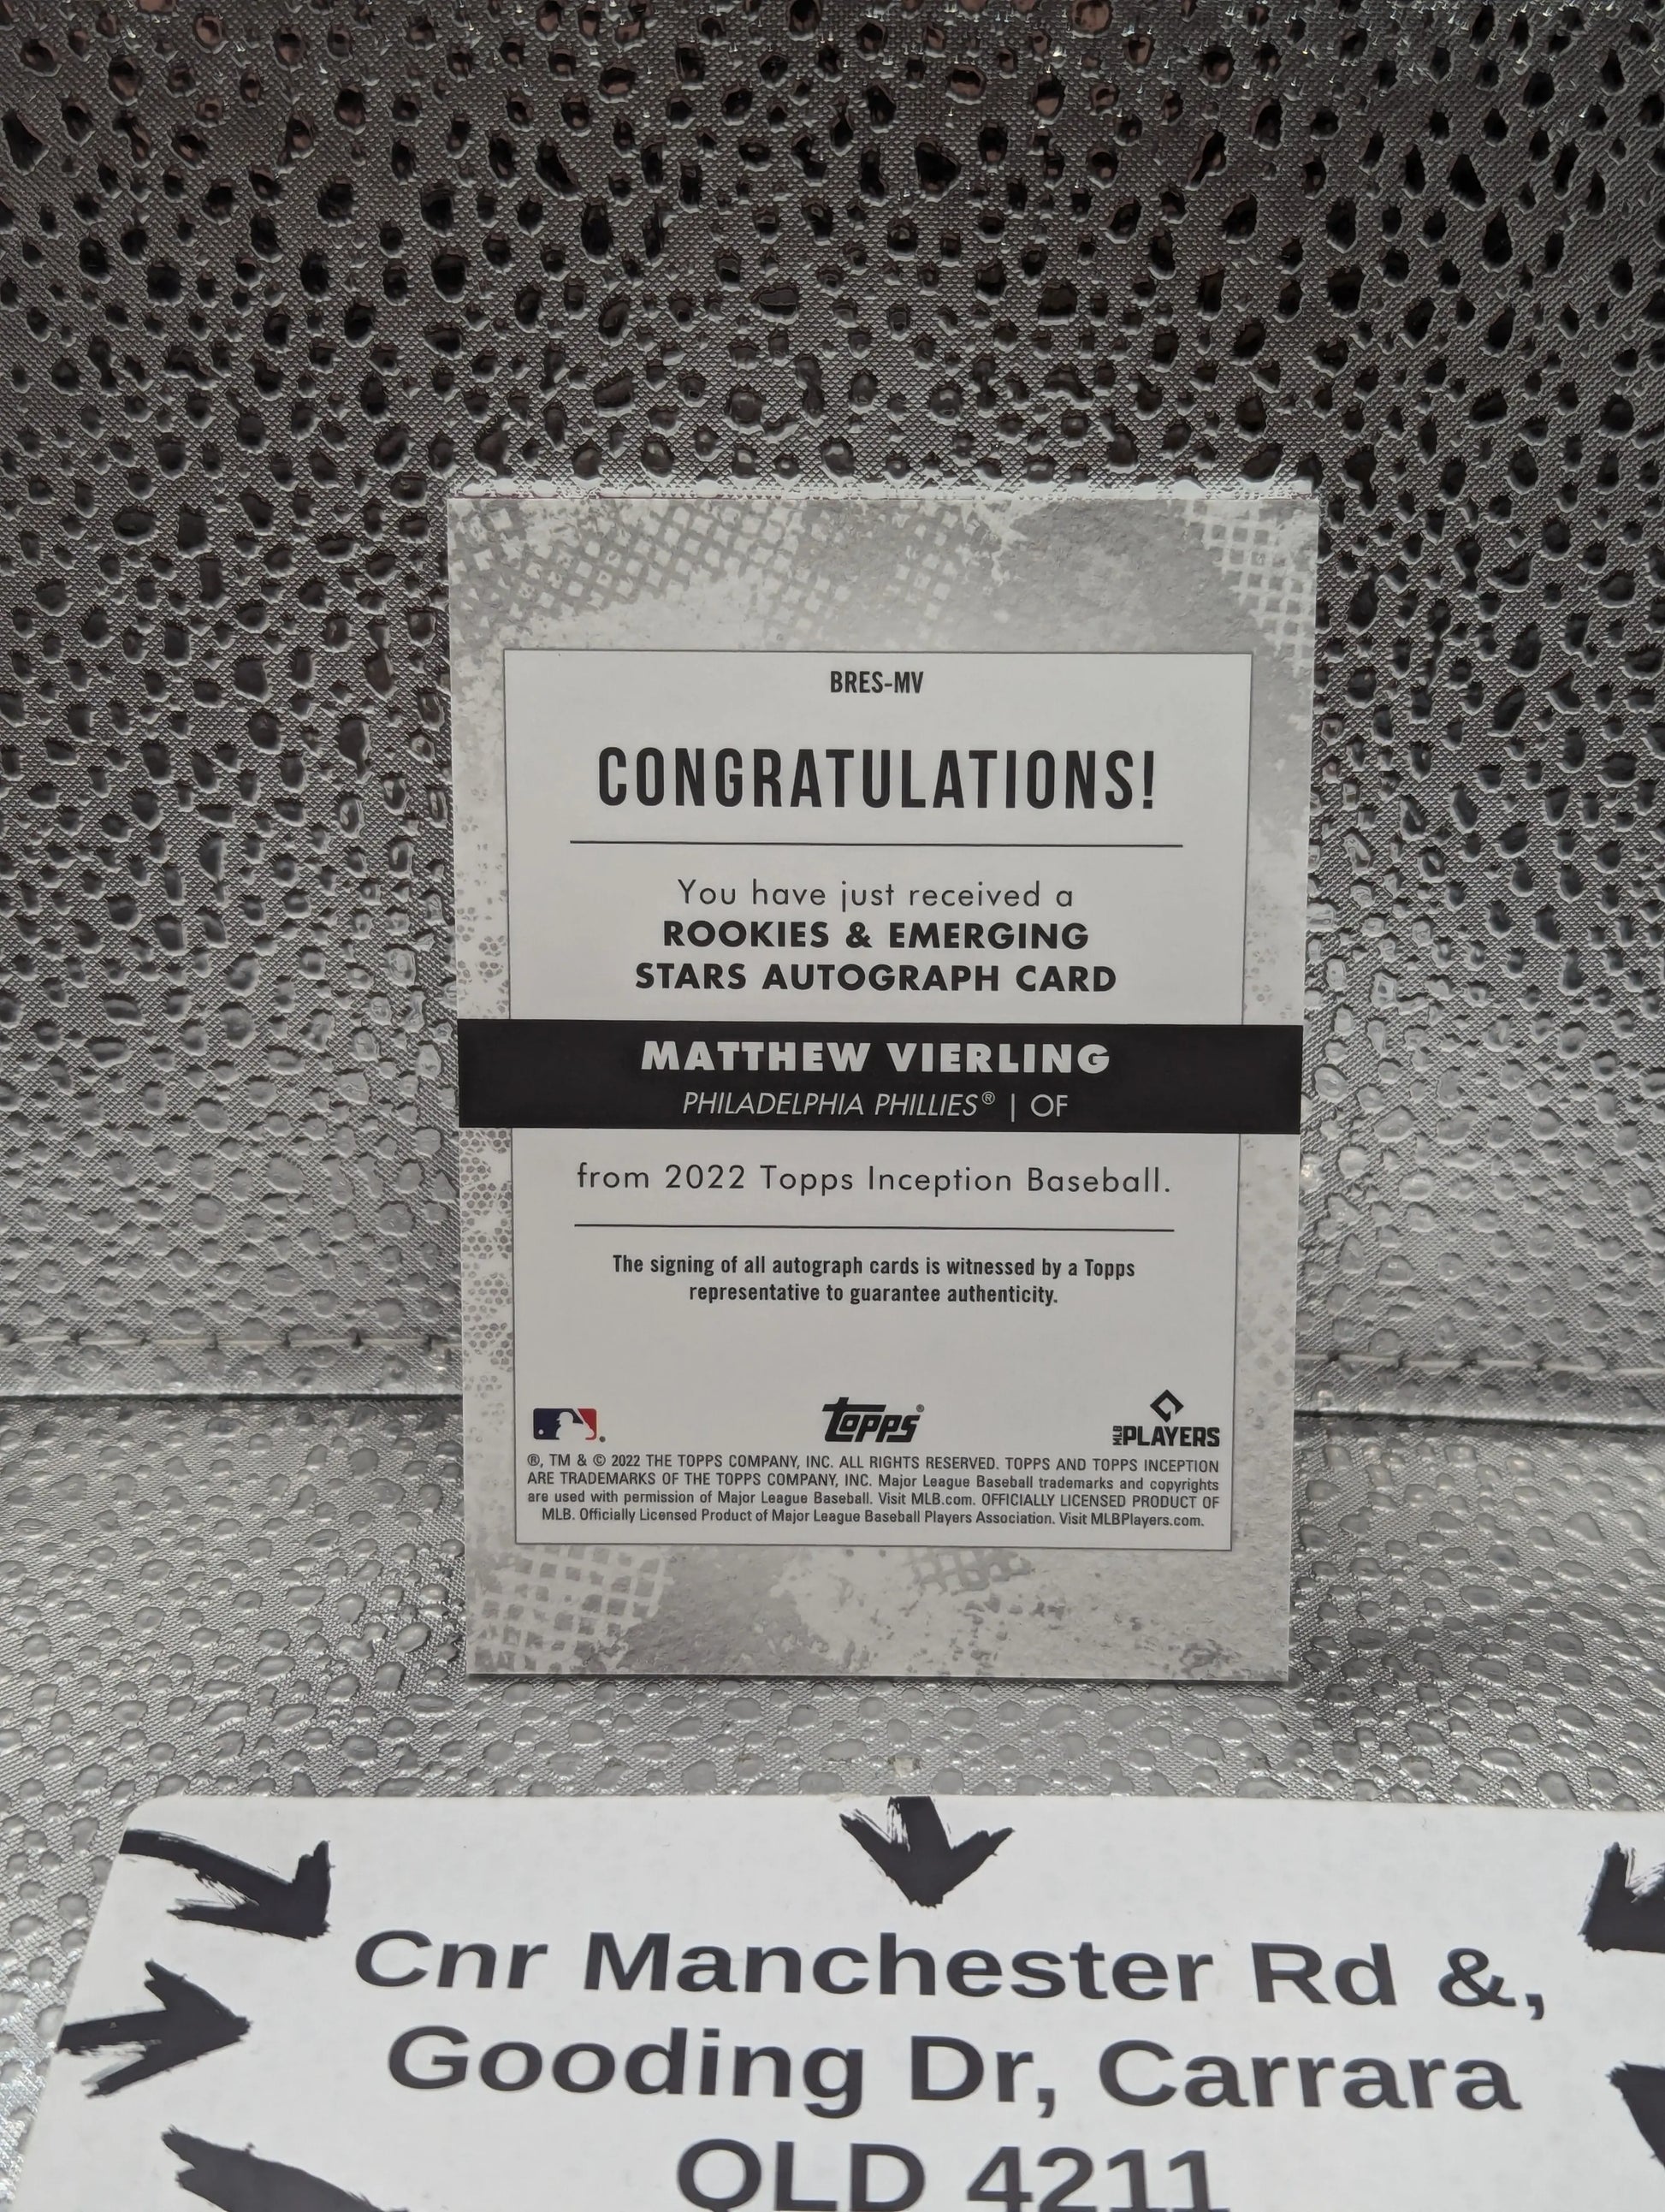 BRES-MV
CONGRATULATIONS!
You have just received a
ROOKIES & EMERGING
STARS AUTOGRAPH CARD
MATTHEW VIERLING
PHILADELPHIA PHILLIES® | OF
from 2022 Topps Inception Baseball.
The signing of all autograph cards is witnessed by a Topps
representative to guarantee authenticity.
topps®
MLB PLAYERS
®, TM & © 2022 THE TOPPS COMPANY, INC. ALL RIGHTS RESERVED. TOPPS AND TOPPS INCEPTION
ARE TRADEMARKS OF THE TOPPS COMPANY, INC. Major League Baseball trademarks and copyrights
are used with permission of Major League Baseball. Visit MLB.com. OFFICIALLY LICENSED PRODUCT OF
MLB. Officially Licensed Product of Major League Baseball Players Association. Visit MLBPlayers.com.
Cnr Manchester Rd &,
Gooding Dr, Carrara
QLD 4211